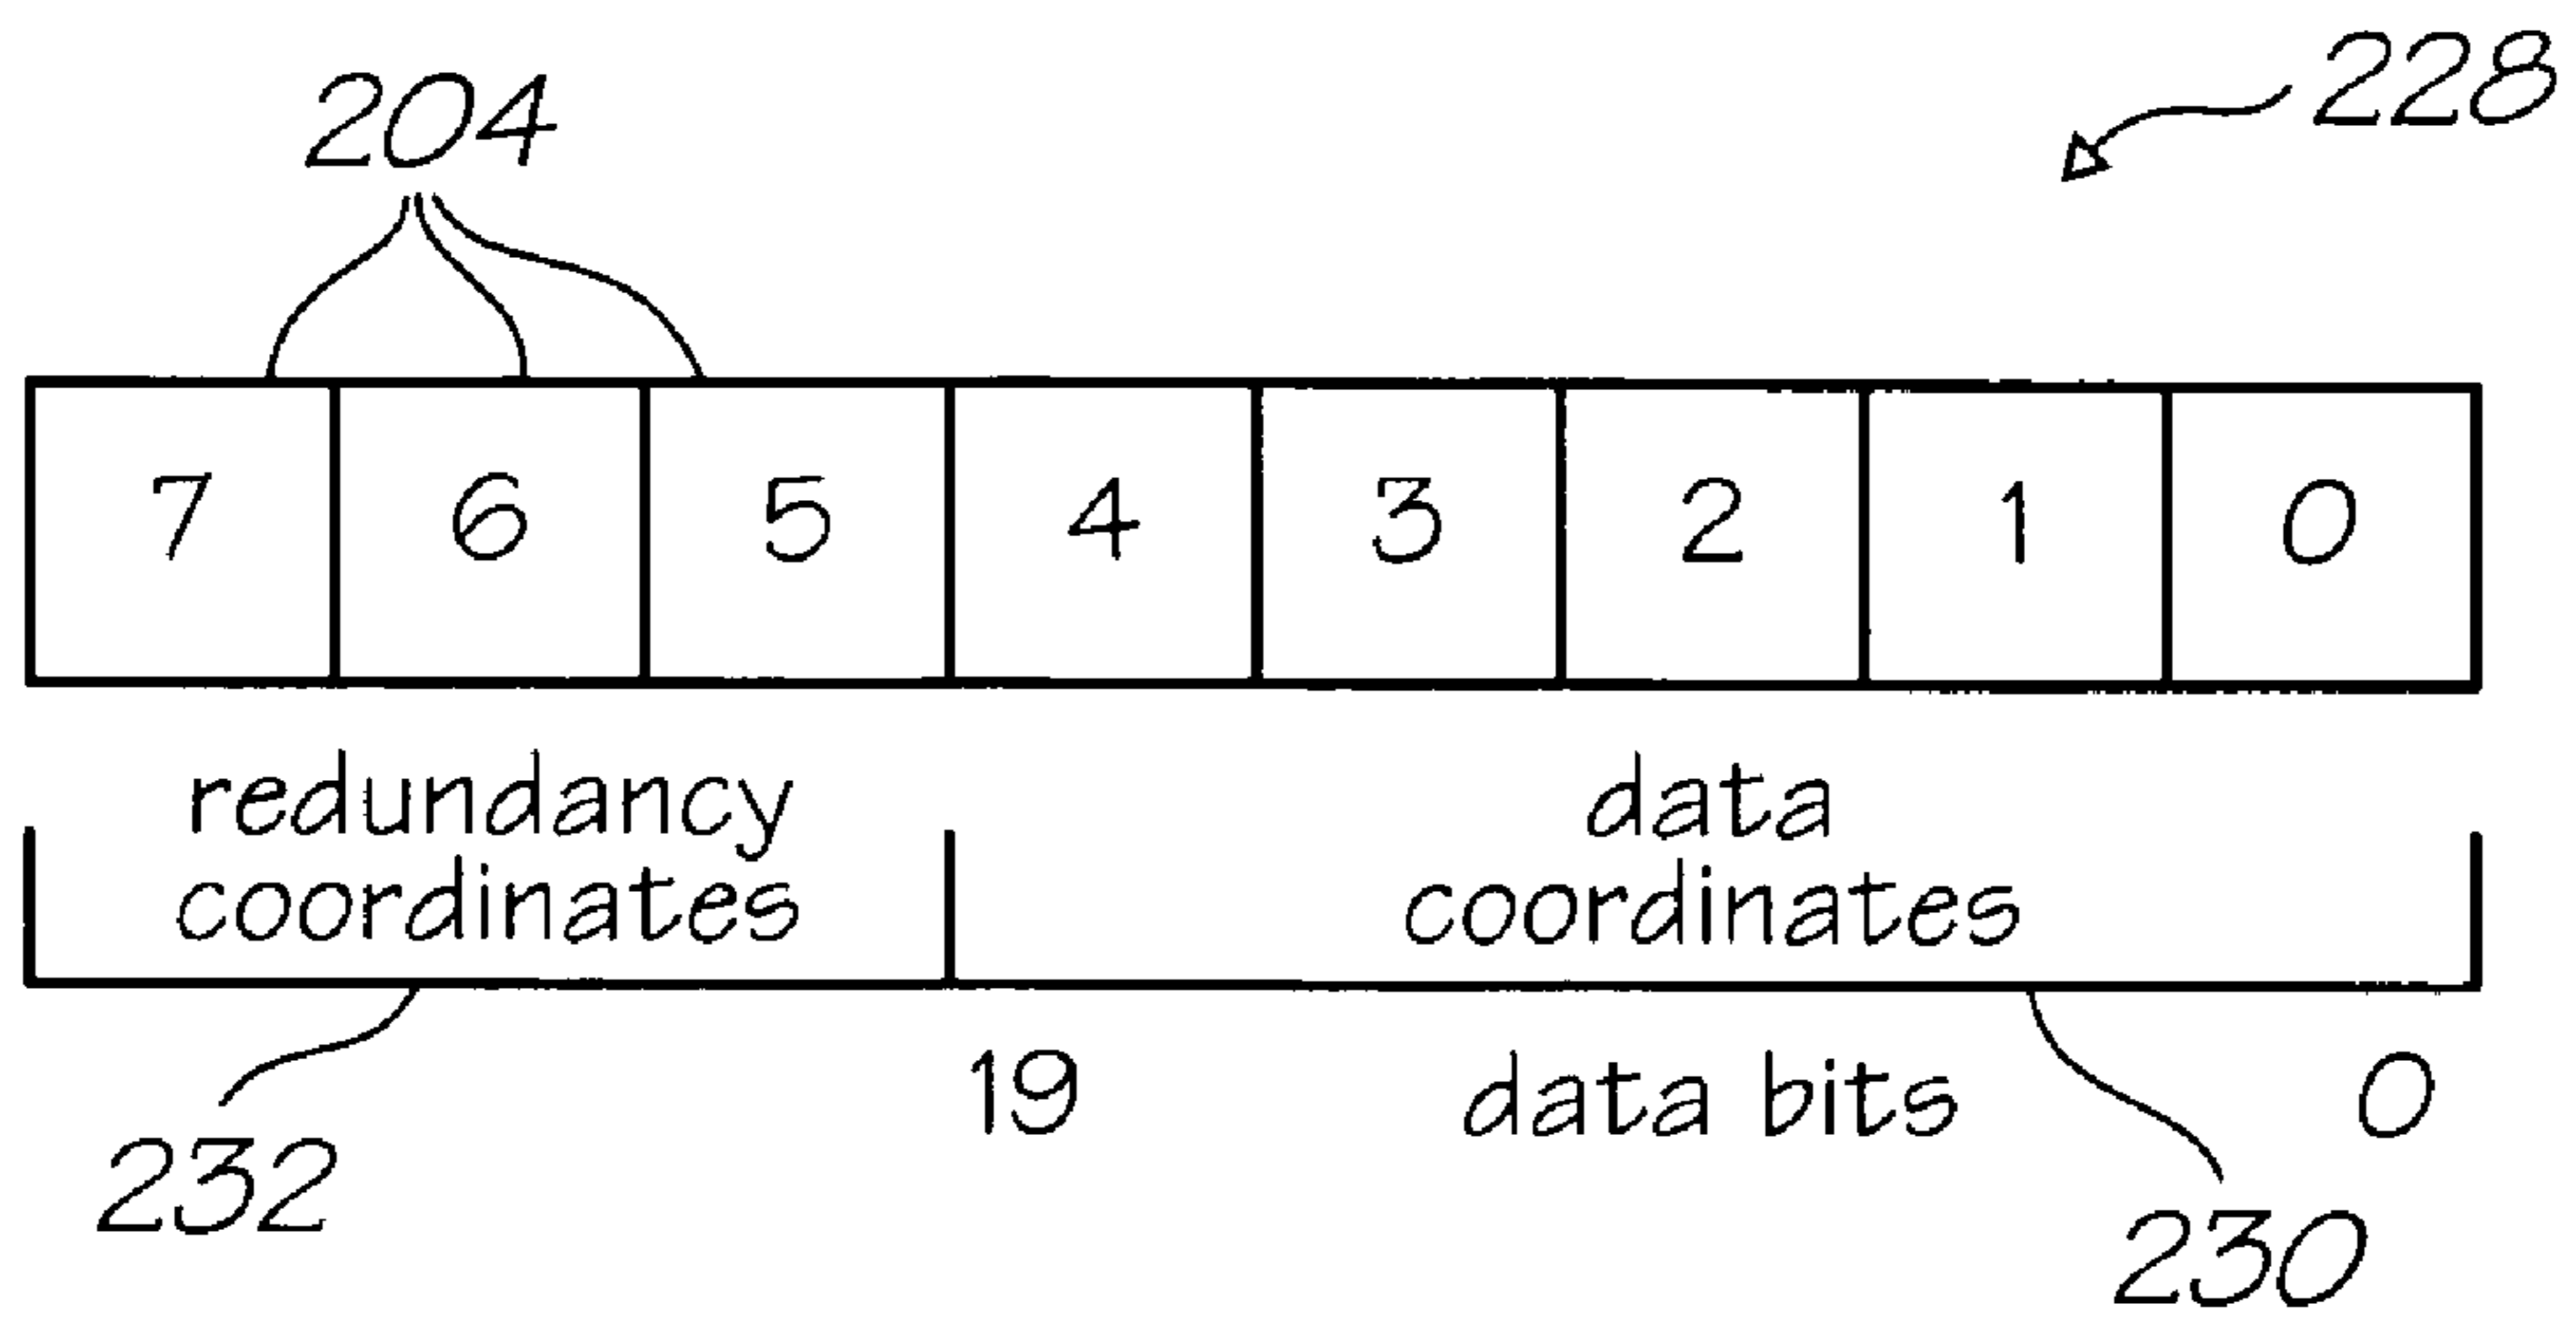 228
204
7 6 5 4 3 2 1 0
redundancy coordinates
data coordinates
19 data bits 0
232
230